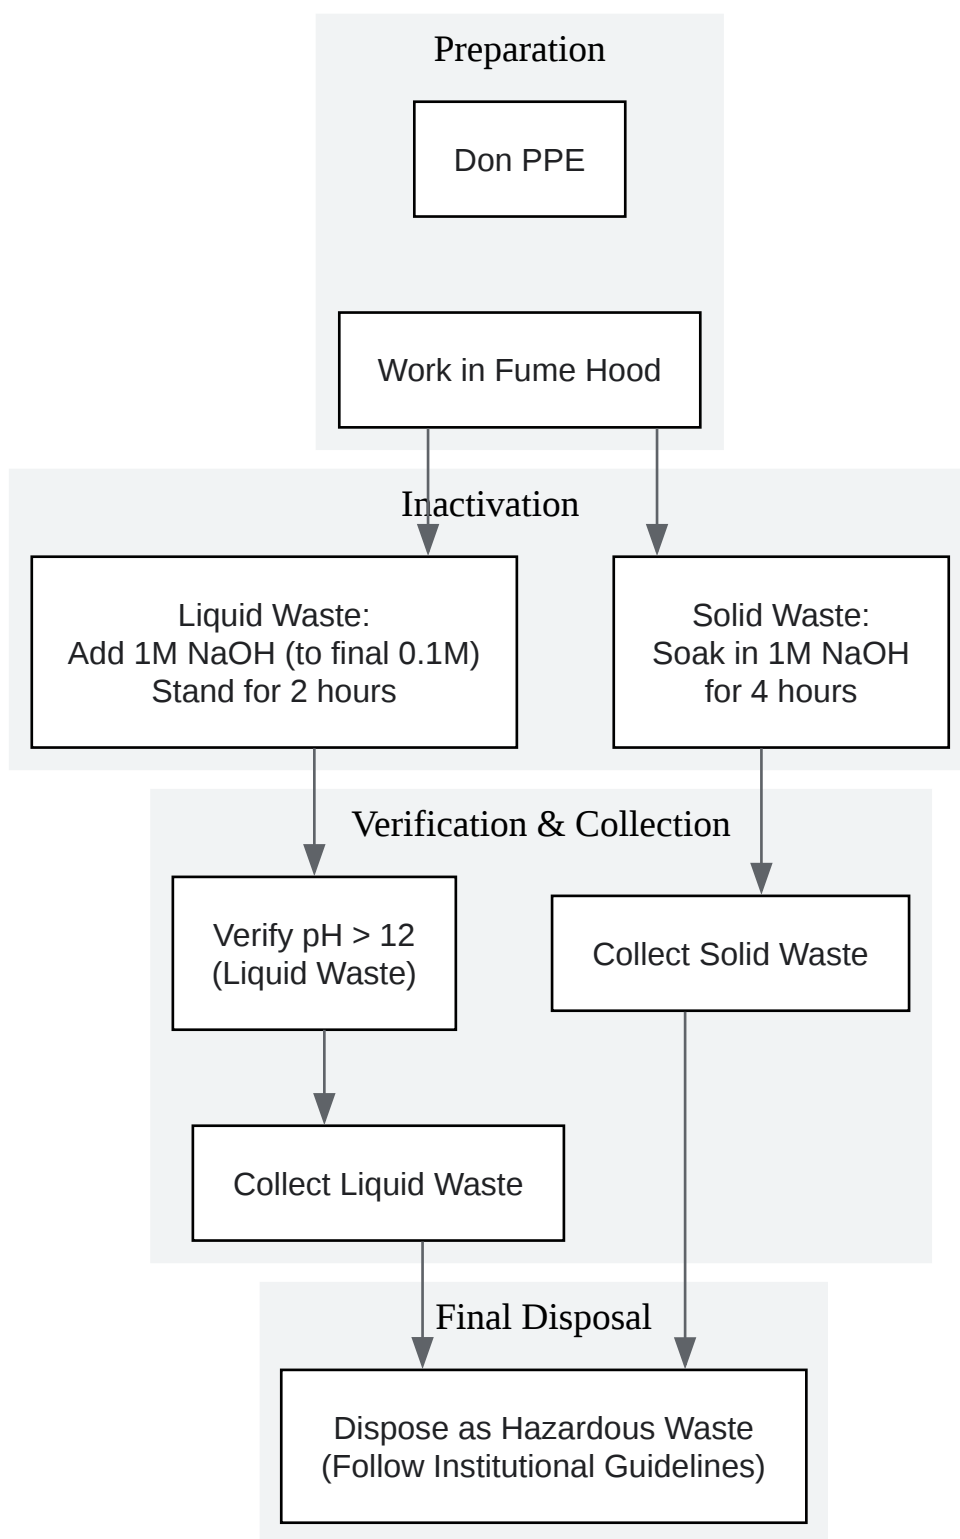 Preparation
Don PPE
Work in Fume Hood
Inactivation
Liquid Waste:
Add 1M NaOH (to final 0.1M)
Stand for 2 hours
Solid Waste:
Soak in 1M NaOH
for 4 hours
Verification & Collection
Verify pH > 12
(Liquid Waste)
Collect Solid Waste
Collect Liquid Waste
Final Disposal
Dispose as Hazardous Waste
(Follow Institutional Guidelines)